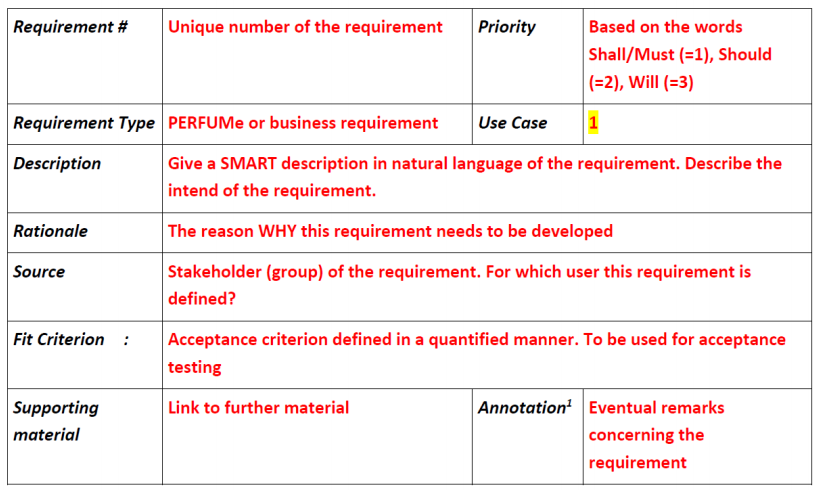 Requirement # Unique number of the requirement Priority Based on the words
Shall/Must (=1), Should
(=2), Will (=3)
Requirement Type PERFUMe or business requirement Use Case 1
Description Give a SMART description in natural language of the requirement. Describe the
intend of the requirement.
Rationale The reason WHY this requirement needs to be developed
Source Stakeholder (group) of the requirement. For which user this requirement is
defined?
Fit Criterion : Acceptance criterion defined in a quantified manner. To be used for acceptance
testing
Supporting Link to further material Annotation¹ Eventual remarks
material concerning the
requirement